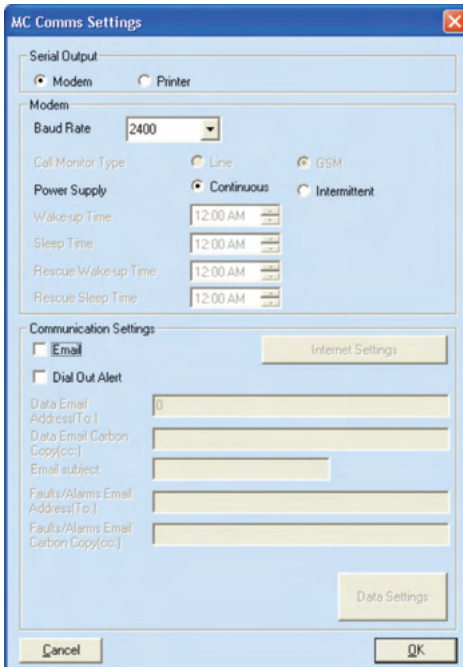 MC Comms Settings
Serial Output
Modem Printer
Modem
Baud Rate 2400
Call Monitor Type Line GSM
Power Supply Continuous Intermittent
Wake-up Time 12:00 AM
Sleep Time 12:00 AM
Rescue Wake-up Time 12:00 AM
Rescue Sleep Time 12:00 AM
Communication Settings
Email Internet Settings
Dial Out Alert
Data Email
Address(To:) 0
Data Email Carbon
Copy(cc:)
Email subject
Faults/Alarms Email
Address(To:)
Faults/Alarms Email
Carbon Copy(cc:)
Data Settings
Cancel OK